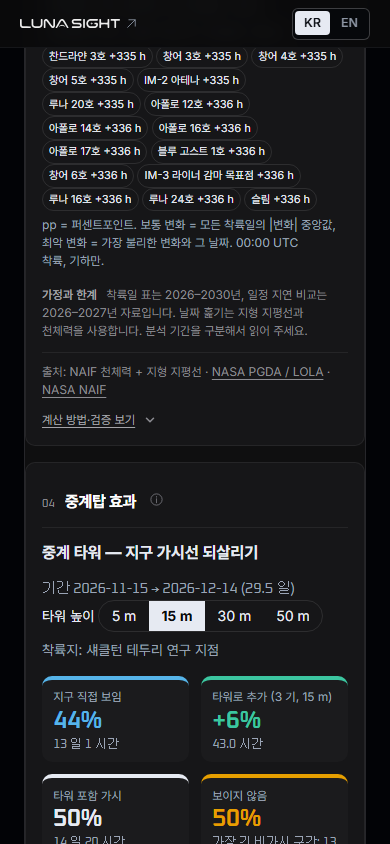 LUNA SIGHT ↗
KR EN
찬드라얀 3호 +335 h 창어 3호 +335 h 창어 4호 +335 h
창어 5호 +335 h IM-2 아테나 +335 h
루나 20호 +335 h 아폴로 12호 +336 h
아폴로 14호 +336 h 아폴로 16호 +336 h
아폴로 17호 +336 h 블루 고스트 1호 +336 h
창어 6호 +336 h IM-3 라이너 감마 목표점 +336 h
루나 16호 +336 h 루나 24호 +336 h 슬림 +336 h
pp = 퍼센트포인트. 보통 변화 = 모든 착륙일의 |변화| 중앙값,
최악 변화 = 가장 불리한 변화와 그 날짜. 00:00 UTC
착륙, 기하만.
가정과 한계 착륙일 표는 2026–2030년, 일정 지연 비교는
2026–2027년 자료입니다. 날짜 훑기는 지형 지평선과
천체력을 사용합니다. 분석 기간을 구분해서 읽어 주세요.
출처: NAIF 천체력 + 지형 지평선 · NASA PGDA / LOLA ·
NASA NAIF
계산 방법·검증 보기
04 중계탑 효과 ⓘ
중계 타워 — 지구 가시선 되살리기
기간 2026-11-15 → 2026-12-14 (29.5 일)
타워 높이 5 m 15 m 30 m 50 m
착륙지: 섀클턴 테두리 연구 지점
지구 직접 보임
44%
13 일 1 시간
타워로 추가 (3 기, 15 m)
+6%
43.0 시간
타워 포함 가시
50%
14 일 20 시간
보이지 않음
50%
가장 긴 비가시 구간: 13